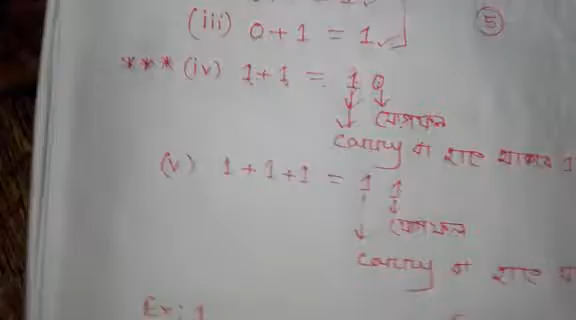 (iii) 0 + 1 = 1
5
*** (iv) 1 + 1 = 1 0
যোগফল
carry বা হাতে থাকবে 1
(v) 1 + 1 + 1 = 1 1
যোগফল
carry বা হাতে
Ex: 1